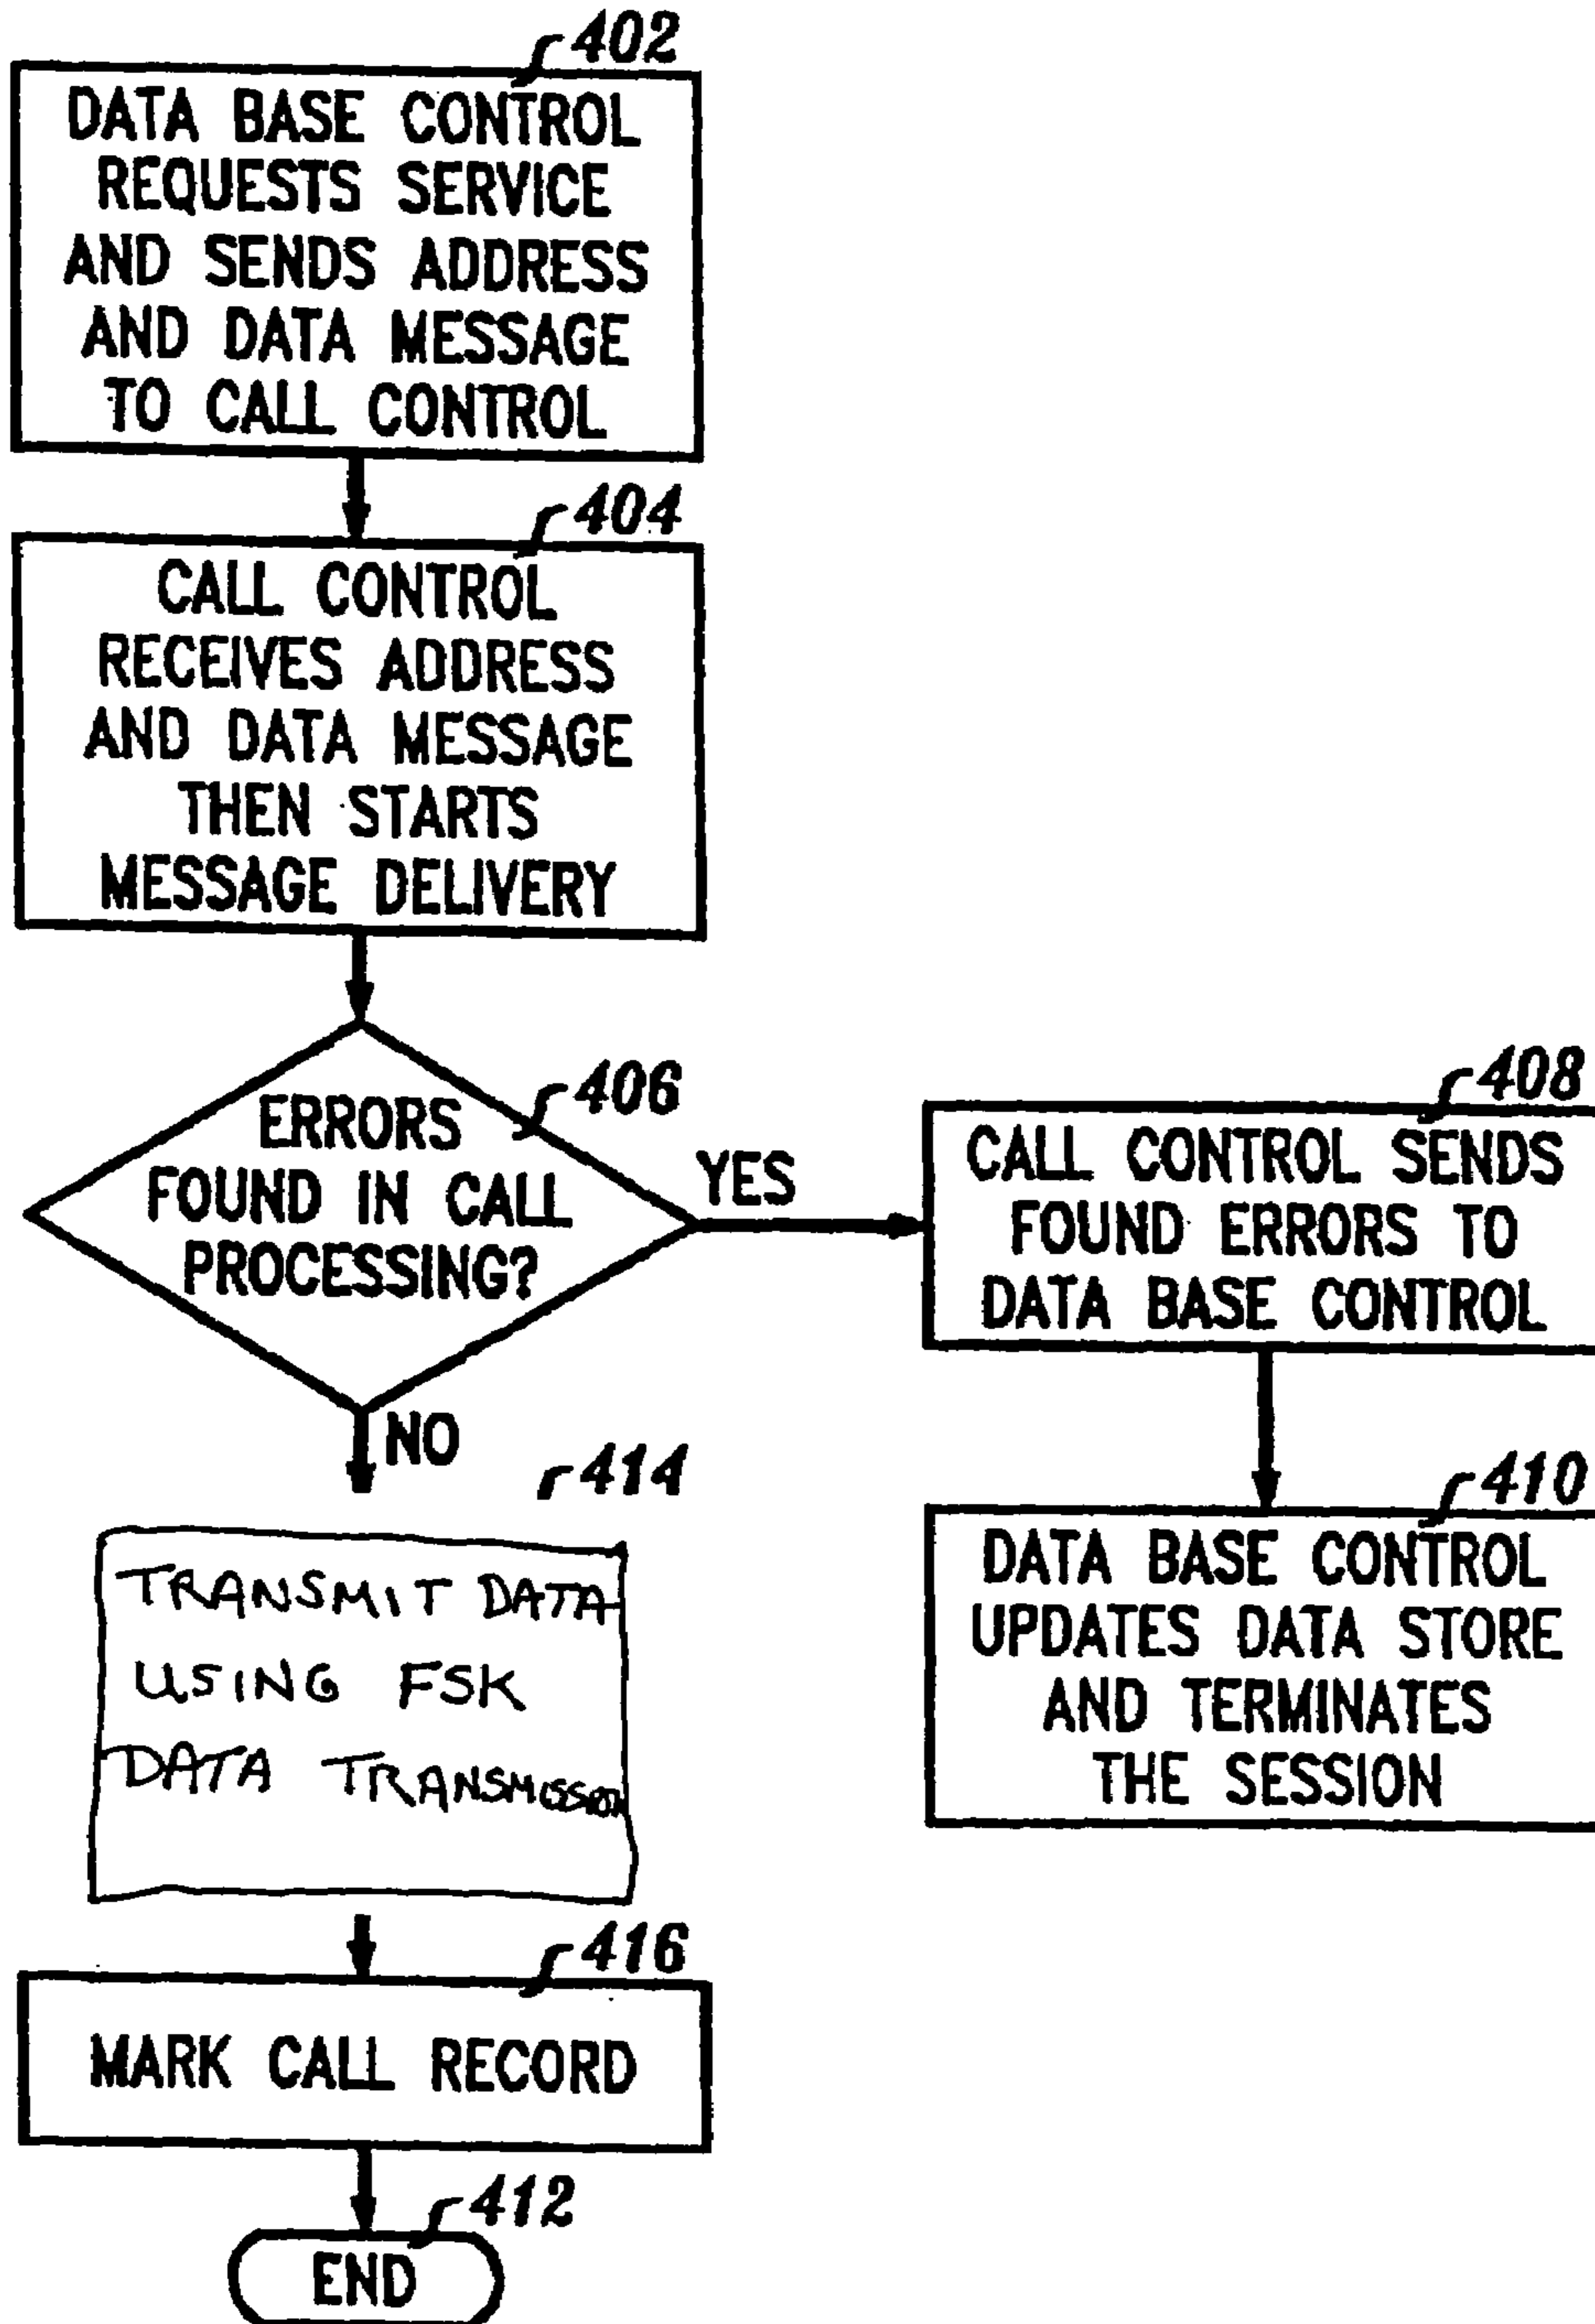 402
DATA BASE CONTROL
REQUESTS SERVICE
AND SENDS ADDRESS
AND DATA MESSAGE
TO CALL CONTROL
404
CALL CONTROL
RECEIVES ADDRESS
AND DATA MESSAGE
THEN STARTS
MESSAGE DELIVERY
406
ERRORS
FOUND IN CALL
PROCESSING?
YES
408
CALL CONTROL SENDS
FOUND ERRORS TO
DATA BASE CONTROL
410
DATA BASE CONTROL
UPDATES DATA STORE
AND TERMINATES
THE SESSION
NO
414
TRANSMIT DATA
USING FSK
DATA TRANSMISSION
416
MARK CALL RECORD
412
END